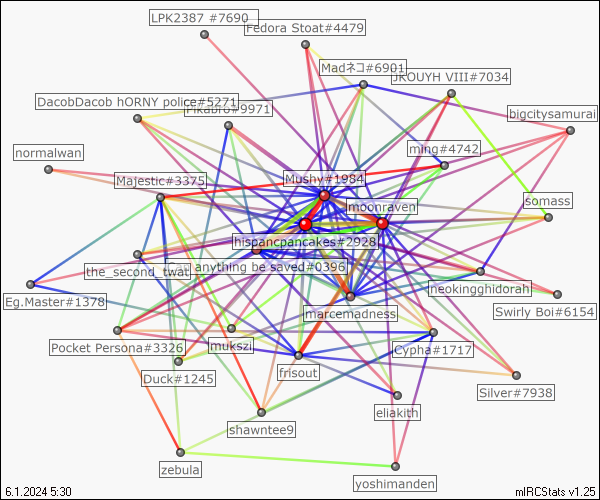 LPK2387 #7690
Fedora Stoat#4479
Madネコ#6901
JKOUYH VIII#7034
DacobDacob hORNY police#5271
Pikabro#9971
bigcitysamurai
normalwan
ming#4742
Majestic#3375
Mushy#1984
somass
moonraven
hispancpancakes#2928
the_second_twat
anything be saved#0396
neokingghidorah
Eg.Master#1378
marcemadness
Swirly Boi#6154
Pocket Persona#3326
mukszi
Cypha#1717
Duck#1245
frisout
Silver#7938
eliakith
shawntee9
zebula
yoshimanden
6.1.2024 5:30
mIRCStats v1.25